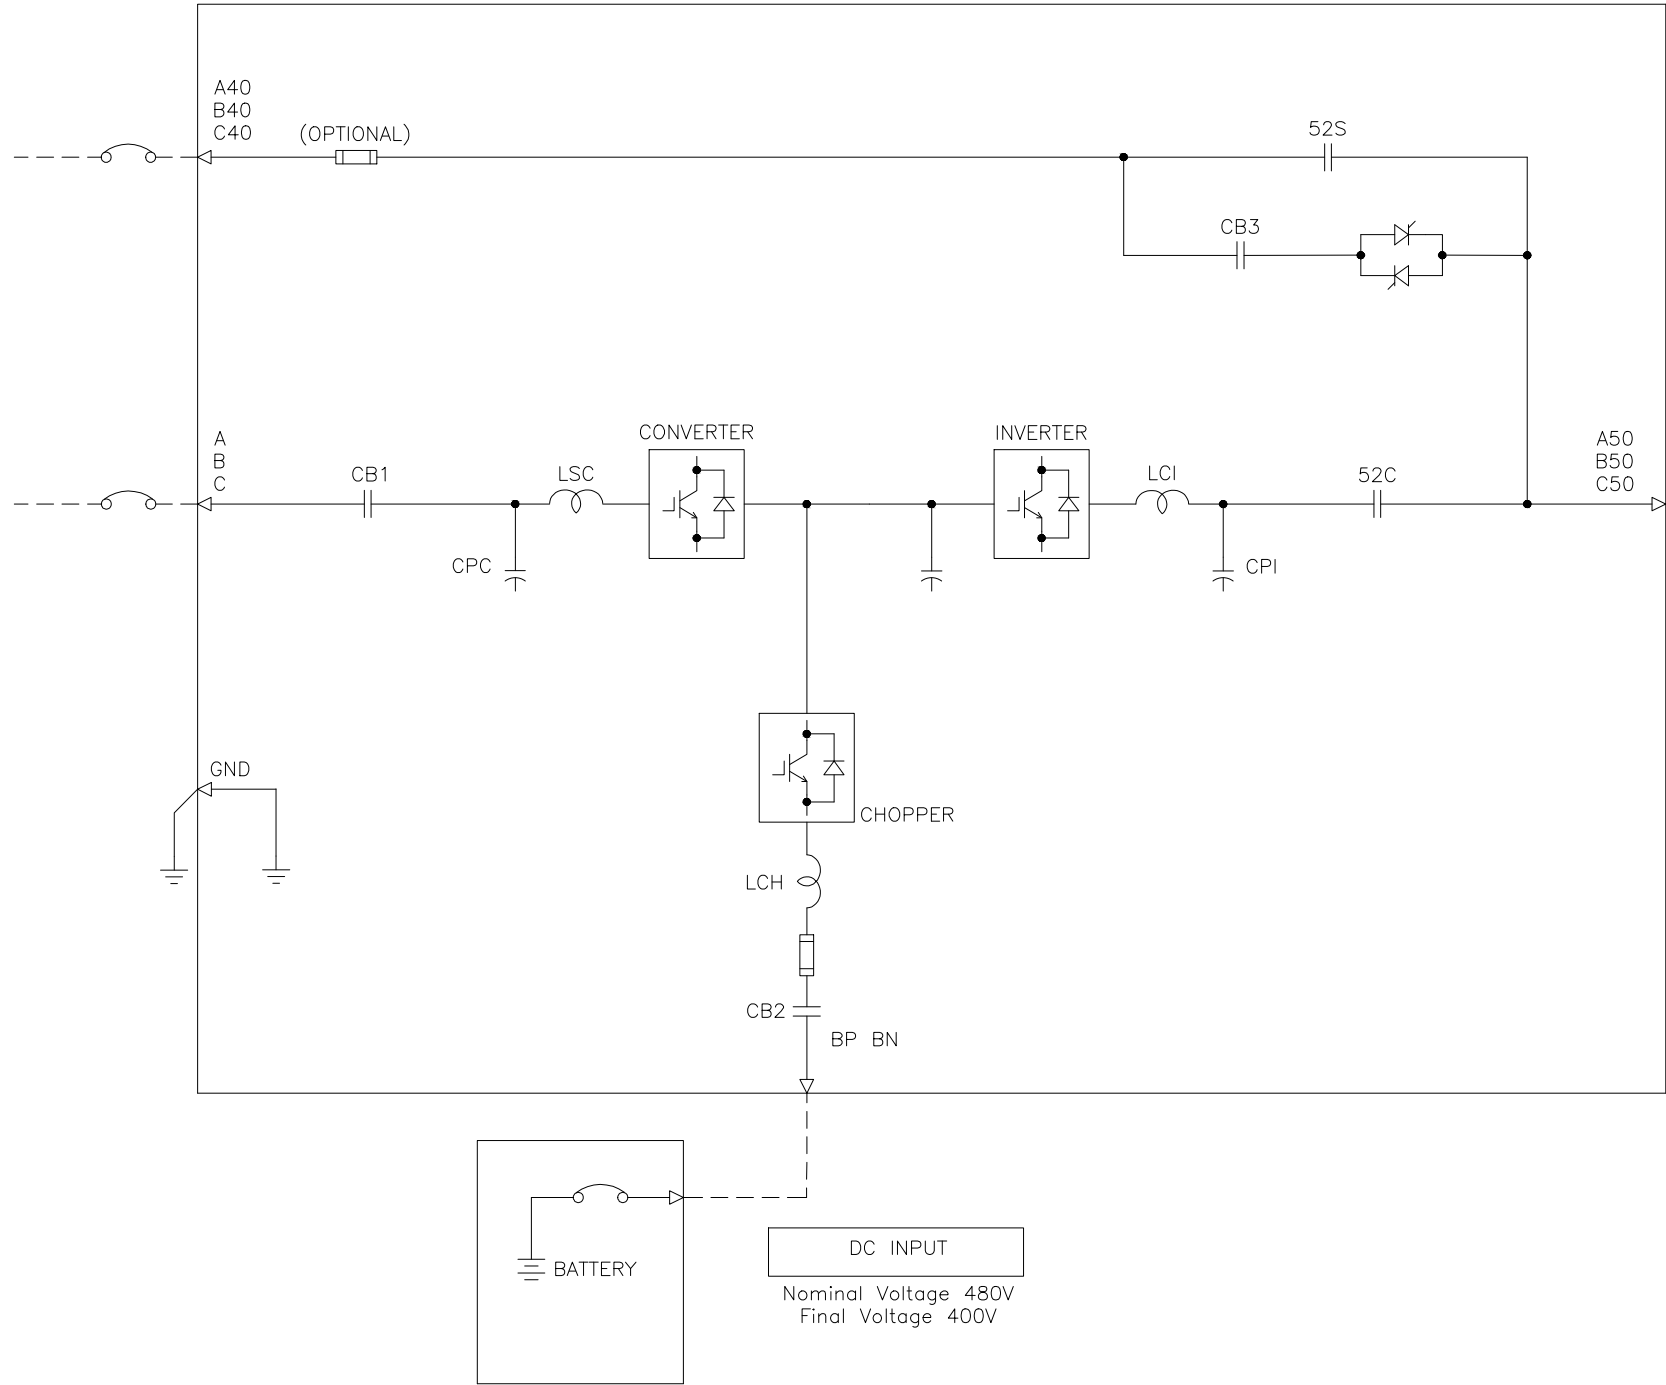 A40
B40
C40
(OPTIONAL)
52S
CB3
A
B
C
CB1
LSC
CONVERTER
INVERTER
LCI
52C
A50
B50
C50
CPC
CPI
GND
CHOPPER
LCH
CB2
BP BN
BATTERY
DC INPUT
Nominal Voltage 480V
Final Voltage 400V